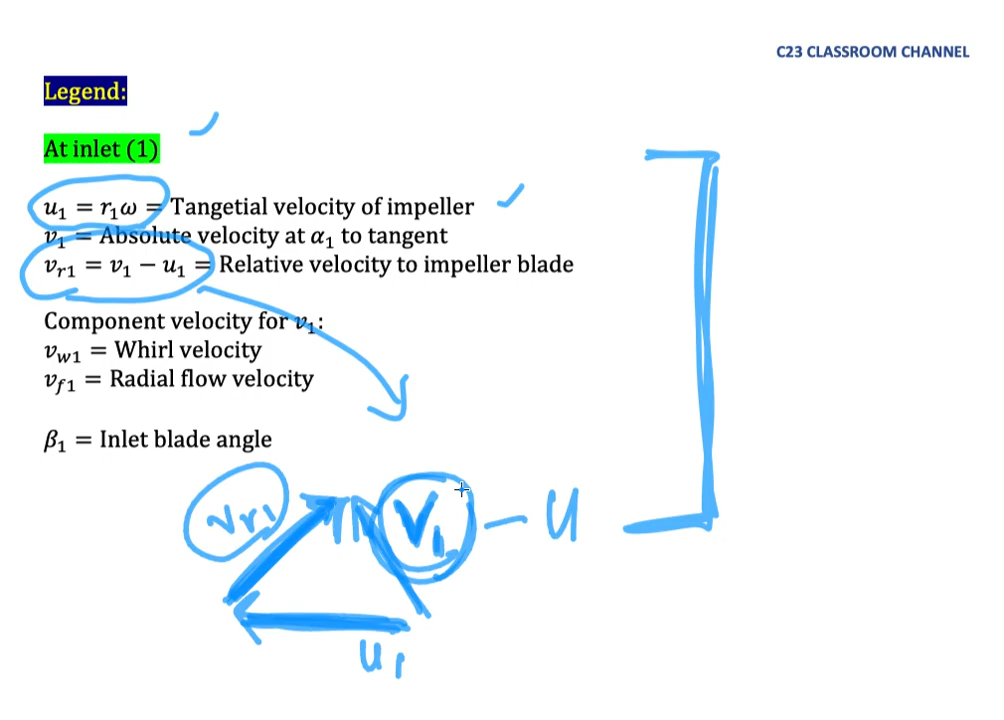 C23 CLASSROOM CHANNEL
Legend:
At inlet (1)
u₁ = r₁ω = Tangetial velocity of impeller
v₁ = Absolute velocity at α₁ to tangent
vᵣ₁ = v₁ − u₁ = Relative velocity to impeller blade
Component velocity for v₁:
v_w1 = Whirl velocity
v_f1 = Radial flow velocity
β₁ = Inlet blade angle
Vr1
V₁ − U
U₁